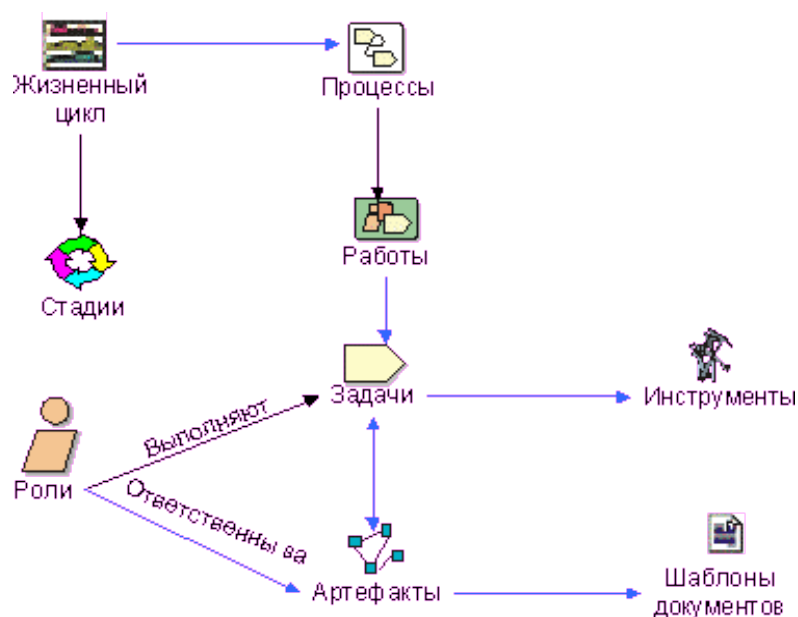 Жизненный
цикл
Процессы
Работы
Стадии
Задачи
Инструменты
Выполняют
Роли
Ответственны за
Артефакты
Шаблоны
документов